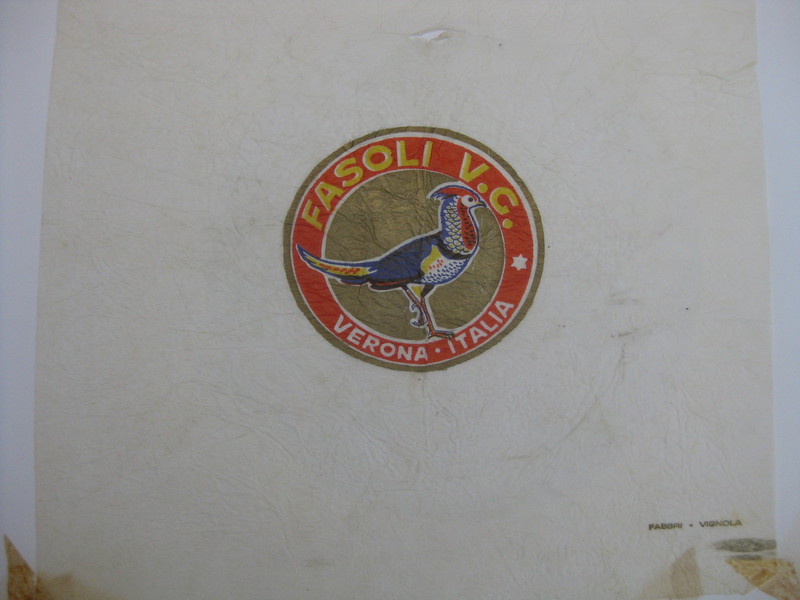 FASOLI V.G.
VERONA · ITALIA
FABBRI - VIGNOLA